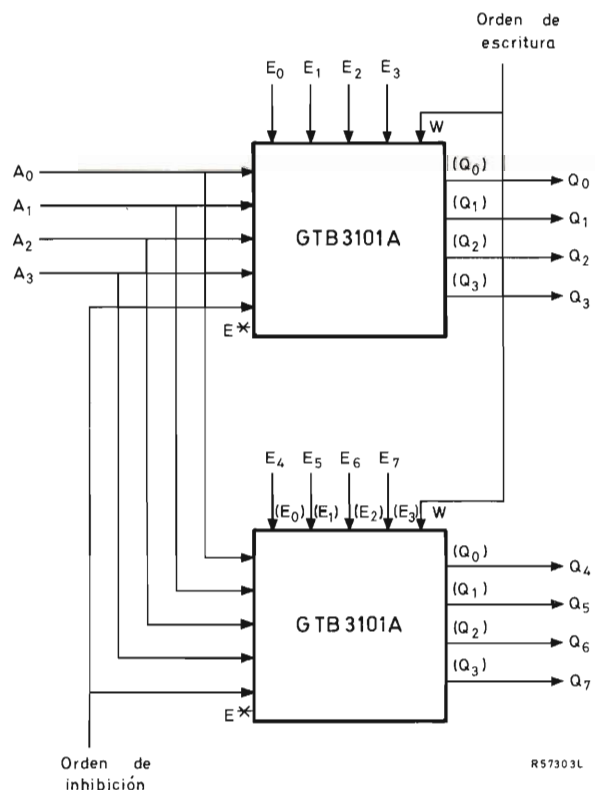 Orden de
escritura
E0 E1 E2 E3
W
A0
A1
A2
A3
E*
GTB3101A
(Q0) Q0
(Q1) Q1
(Q2) Q2
(Q3) Q3
E4 E5 E6 E7
(E0) (E1) (E2) (E3) W
GTB3101A
E*
(Q0) Q4
(Q1) Q5
(Q2) Q6
(Q3) Q7
Orden de
inhibición
R57303L